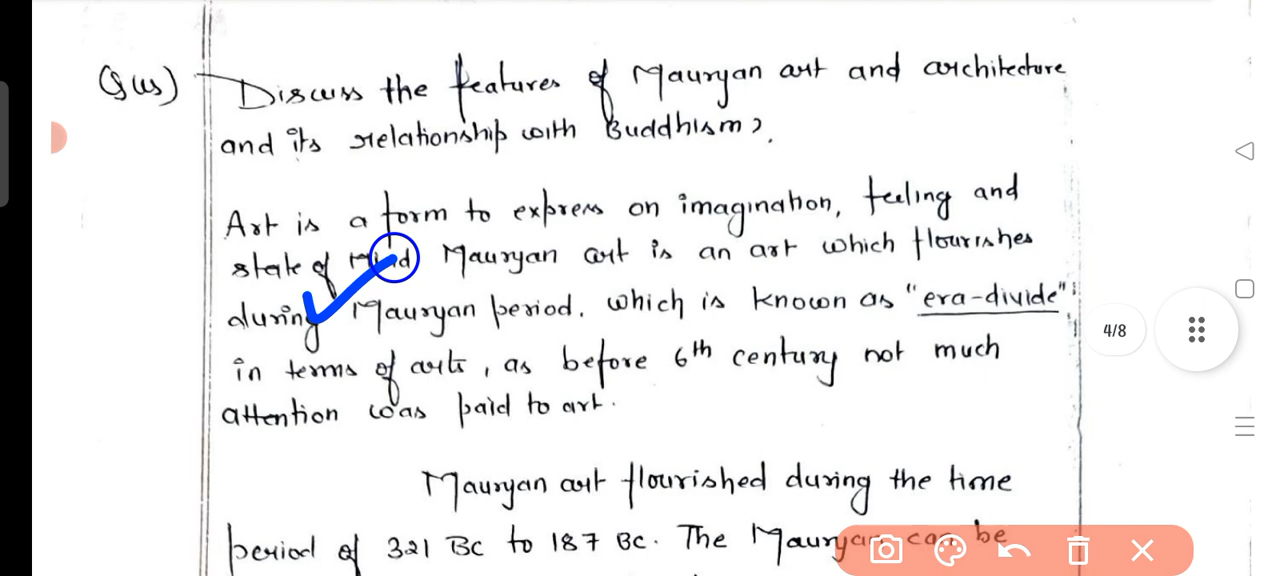 Q(15) Discuss the features of Mauryan art and architecture
and its relationship with Buddhism?.
Art is a form to express on imagination, feeling and
state of Mind Mauryan art is an art which flourishes
during Mauryan period. which is known as "era-divide"
in terms of arts, as before 6th century not much
attention was paid to art.
4/8
Mauryan art flourished during the time
period of 321 BC to 187 BC. The Mauryan can be